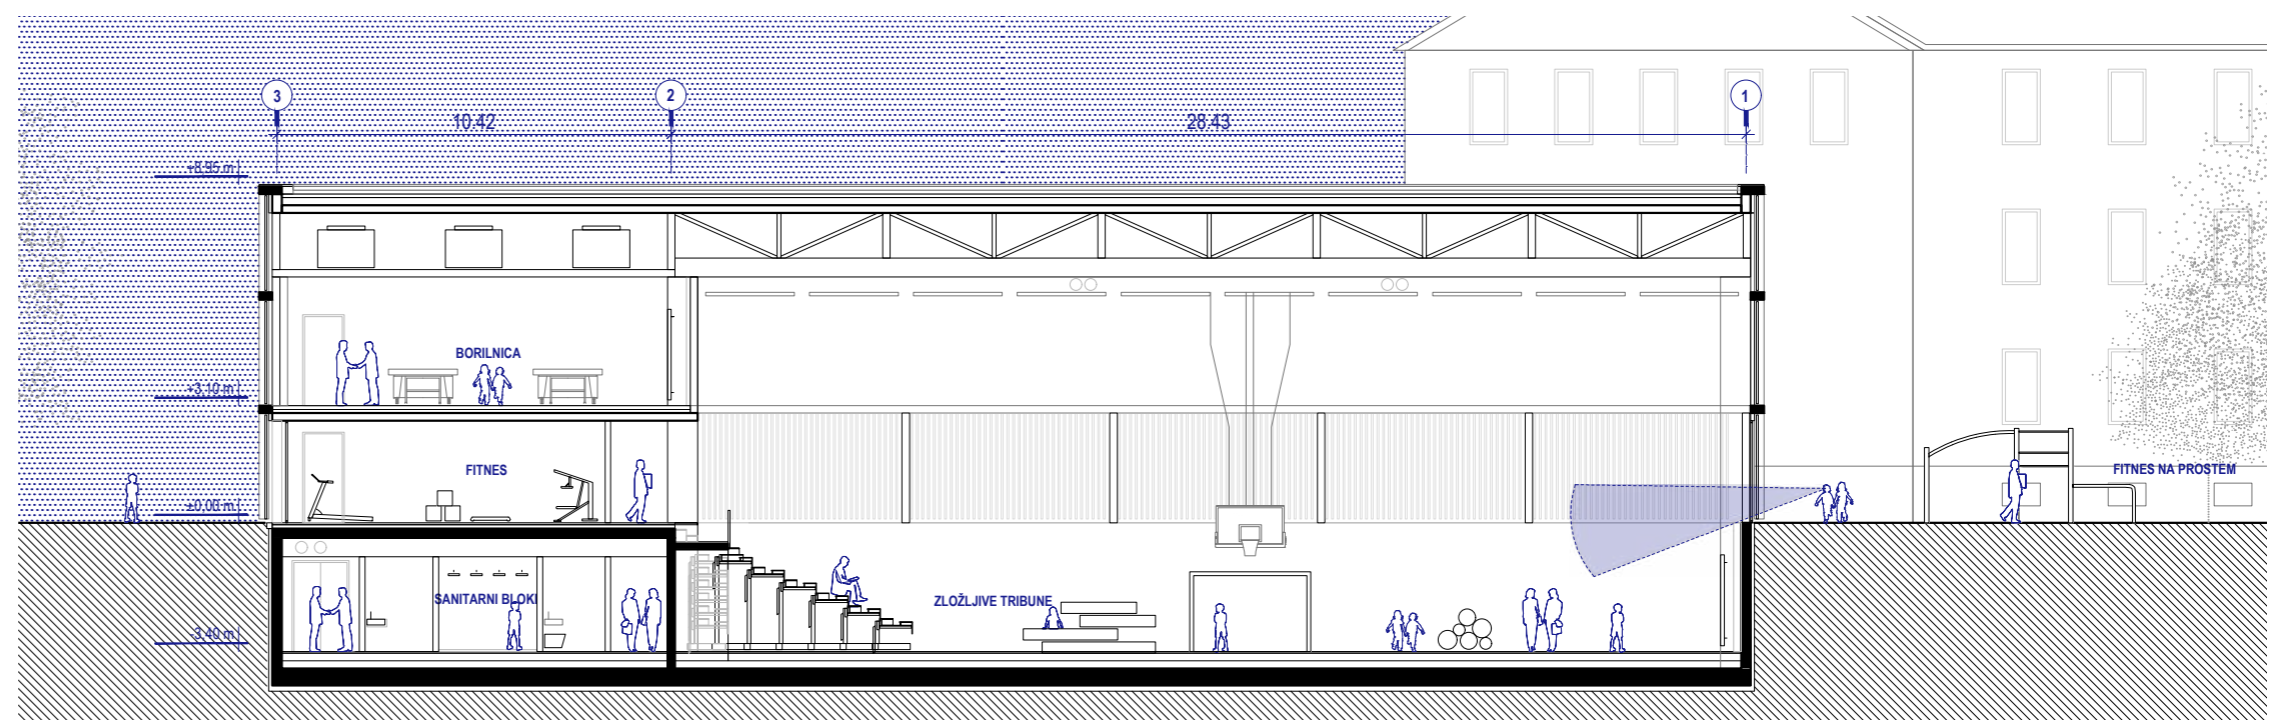 3
2
1
10.42
28.43
+8,95 m
BORILNICA
+3,10 m
FITNES
FITNES NA PROSTEM
±0,00 m
SANITARNI BLOKI
ZLOŽLJIVE TRIBUNE
-3,40 m